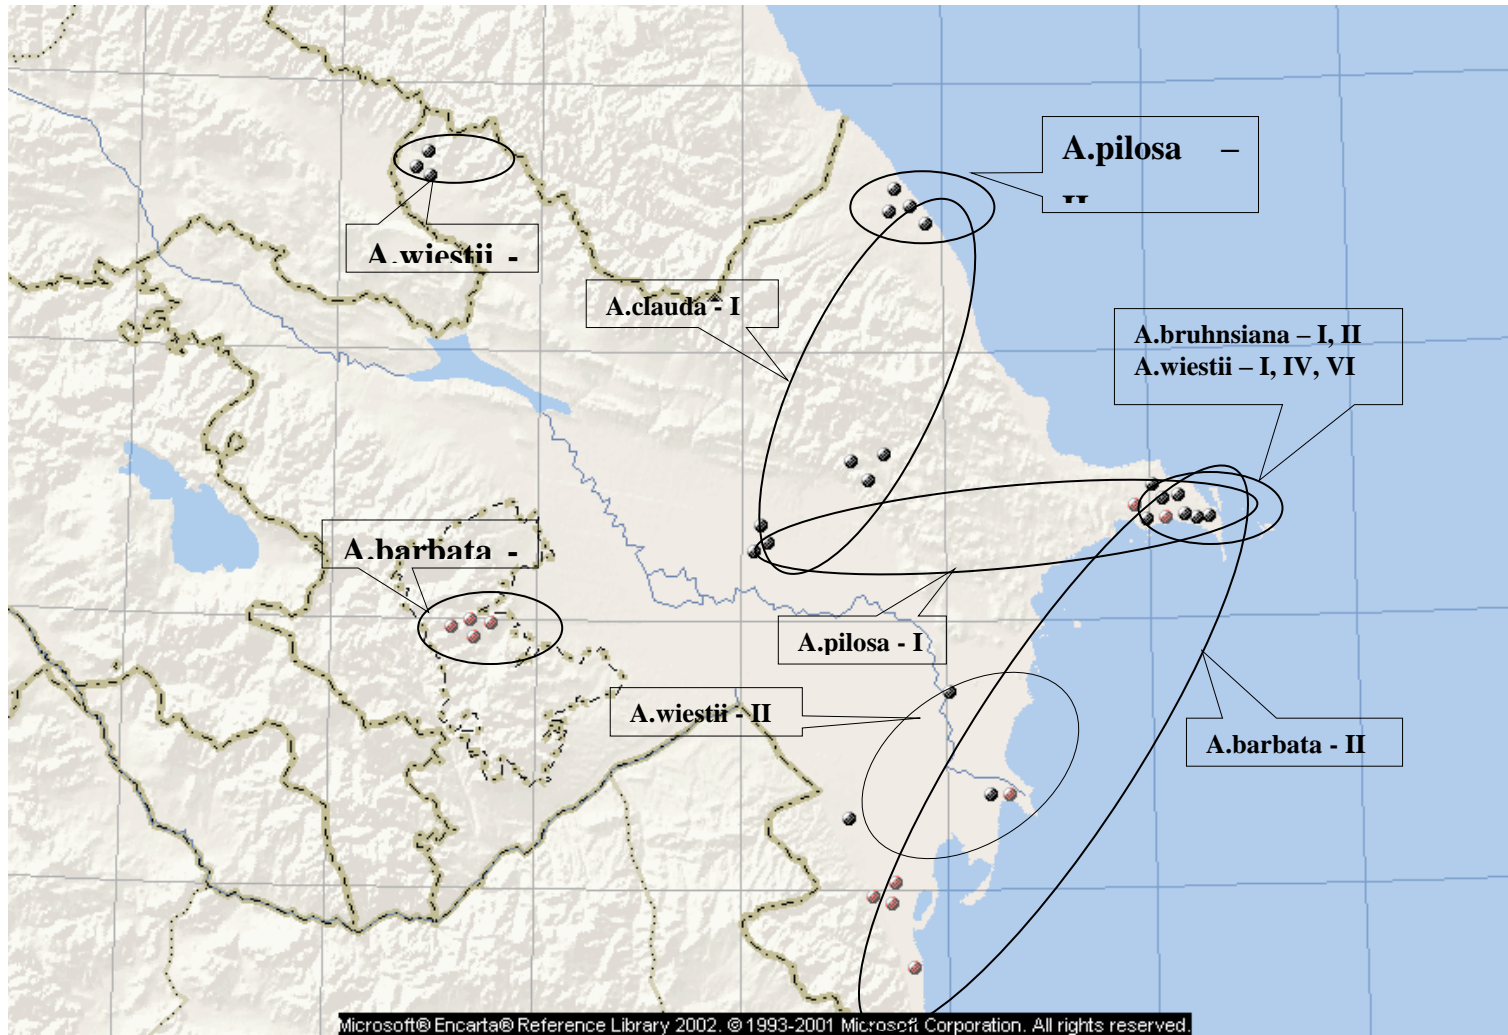 A.pilosa –
II
A.wiestii -
A.clauda - I
A.bruhnsiana – I, II
A.wiestii – I, IV, VI
A.barbata -
A.pilosa - I
A.wiestii - II
A.barbata - II
Microsoft® Encarta® Reference Library 2002. © 1993-2001 Microsoft Corporation. All rights reserved.